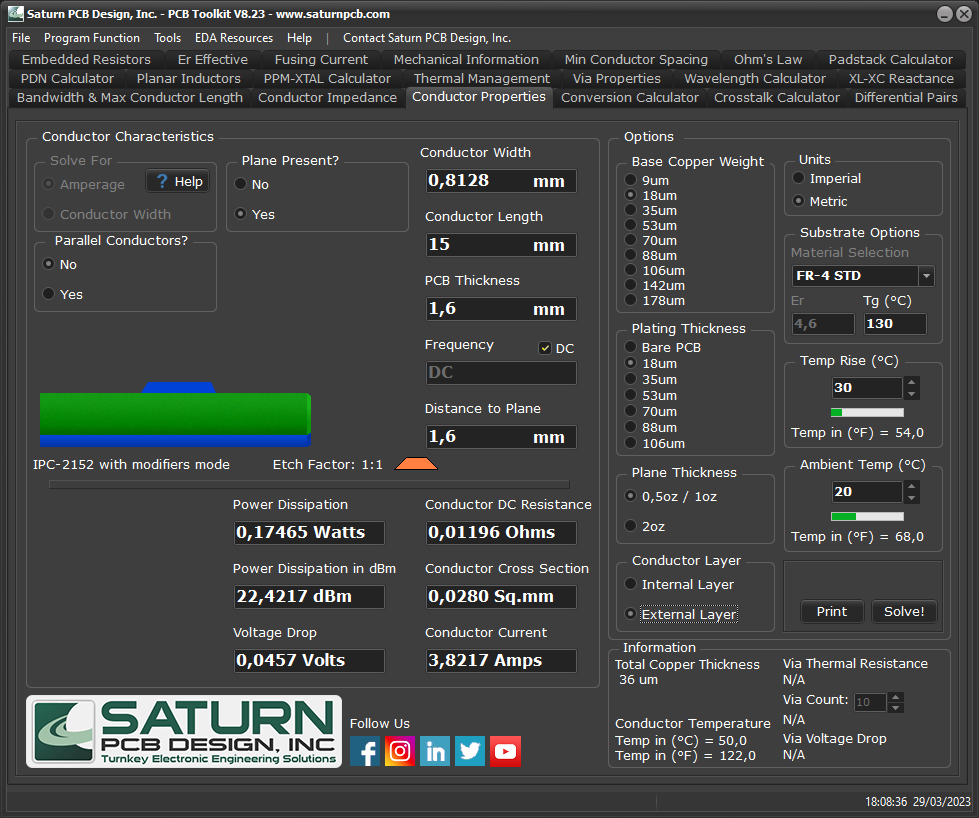 Saturn PCB Design, Inc. - PCB Toolkit V8.23 - www.saturnpcb.com
File Program Function Tools EDA Resources Help | Contact Saturn PCB Design, Inc.
Embedded Resistors Er Effective Fusing Current Mechanical Information Min Conductor Spacing Ohm's Law Padstack Calculator
PDN Calculator Planar Inductors PPM-XTAL Calculator Thermal Management Via Properties Wavelength Calculator XL-XC Reactance
Bandwidth & Max Conductor Length Conductor Impedance Conductor Properties Conversion Calculator Crosstalk Calculator Differential Pairs
Conductor Characteristics
Solve For
Amperage
? Help
Conductor Width
Plane Present?
No
Yes
Parallel Conductors?
No
Yes
Conductor Width
0,8128 mm
Conductor Length
15 mm
PCB Thickness
1,6 mm
Frequency
DC
DC
Distance to Plane
1,6 mm
IPC-2152 with modifiers mode
Etch Factor: 1:1
Power Dissipation
0,17465 Watts
Conductor DC Resistance
0,01196 Ohms
Power Dissipation in dBm
22,4217 dBm
Conductor Cross Section
0,0280 Sq.mm
Voltage Drop
0,0457 Volts
Conductor Current
3,8217 Amps
Options
Base Copper Weight
9um
18um
35um
53um
70um
88um
106um
142um
178um
Units
Imperial
Metric
Substrate Options
Material Selection
FR-4 STD
Er
Tg (°C)
4,6
130
Plating Thickness
Bare PCB
18um
35um
53um
70um
88um
106um
Temp Rise (°C)
30
Temp in (°F) = 54,0
Plane Thickness
0,5oz / 1oz
2oz
Ambient Temp (°C)
20
Temp in (°F) = 68,0
Conductor Layer
Internal Layer
External Layer
Print
Solve!
Information
Total Copper Thickness
36 um
Via Thermal Resistance
N/A
Via Count: 10
N/A
Conductor Temperature
Temp in (°C) = 50,0
Temp in (°F) = 122,0
Via Voltage Drop
N/A
SATURN
PCB DESIGN, INC
Turnkey Electronic Engineering Solutions
Follow Us
18:08:36 29/03/2023